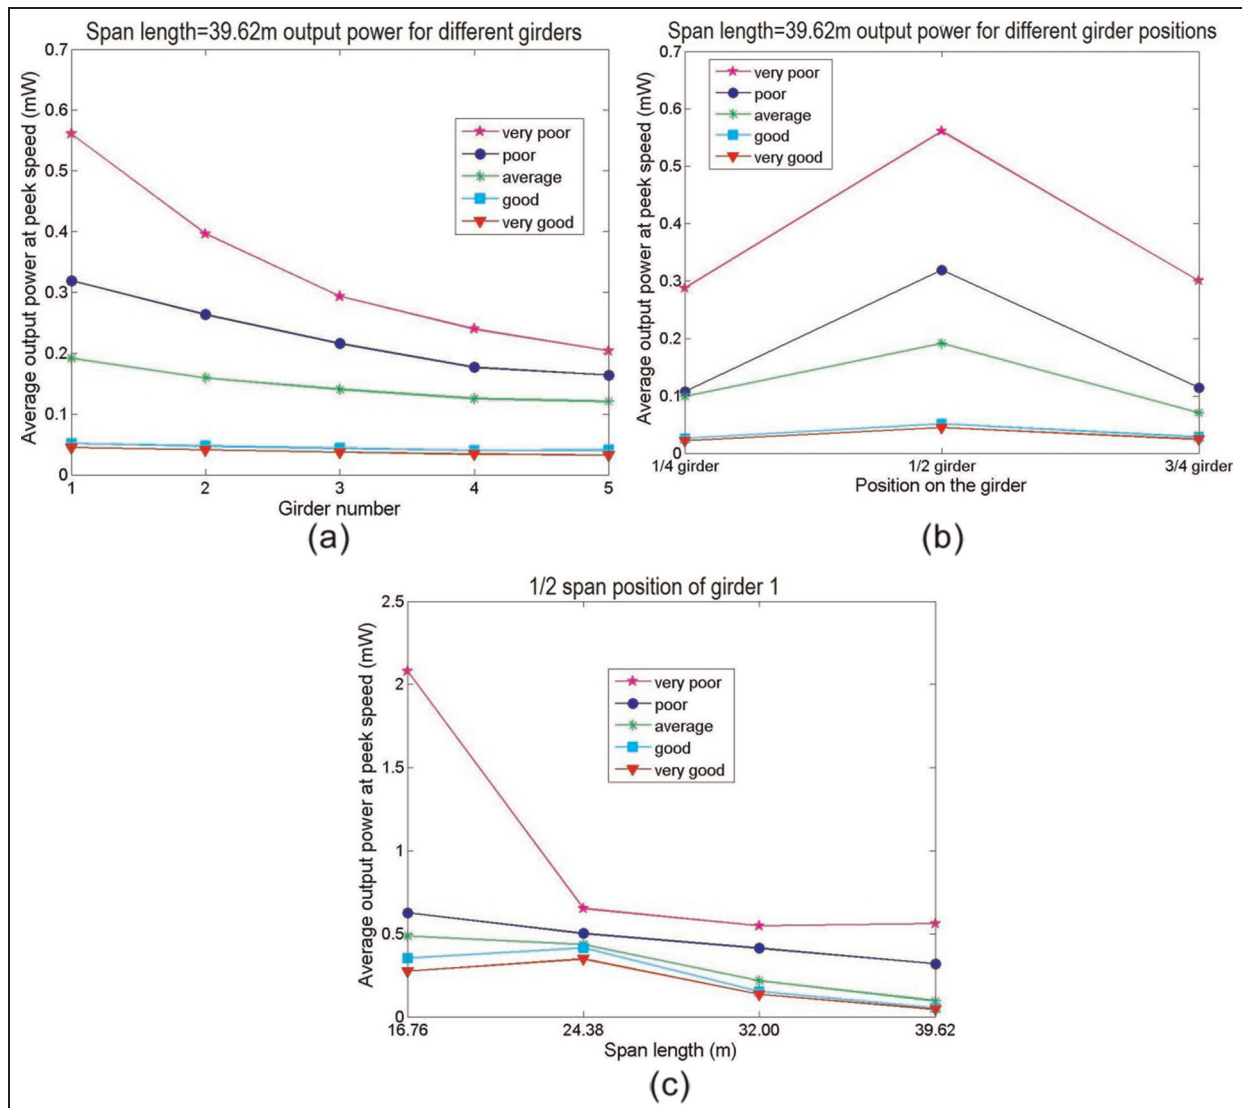 Span length=39.62m output power for different girders
Average output power at peek speed (mW)
0.7
0.6
0.5
0.4
0.3
0.2
0.1
0
very poor
poor
average
good
very good
1 2 3 4 5
Girder number
(a)
Span length=39.62m output power for different girder positions
Average output power at peek speed (mW)
0.7
0.6
0.5
0.4
0.3
0.2
0.1
0
very poor
poor
average
good
very good
1/4 girder 1/2 girder 3/4 girder
Position on the girder
(b)
1/2 span position of girder 1
Average output power at peek speed (mW)
2.5
2
1.5
1
0.5
0
very poor
poor
average
good
very good
16.76 24.38 32.00 39.62
Span length (m)
(c)